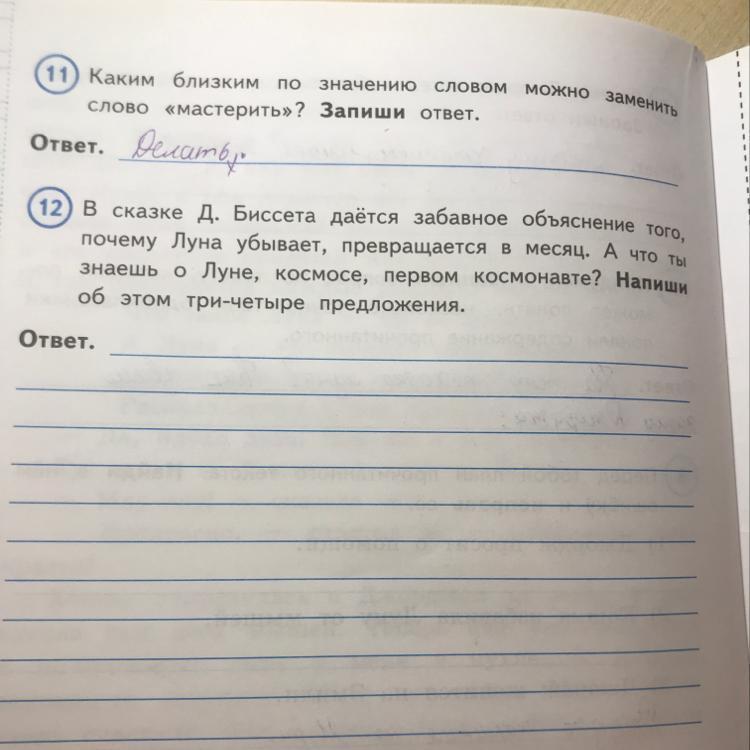 11 Каким близким по значению словом можно заменить
слово «мастерить»? Запиши ответ.
Ответ. Делать.
12 В сказке Д. Биссета даётся забавное объяснение того,
почему Луна убывает, превращается в месяц. А что ты
знаешь о Луне, космосе, первом космонавте? Напиши
об этом три-четыре предложения.
Ответ.